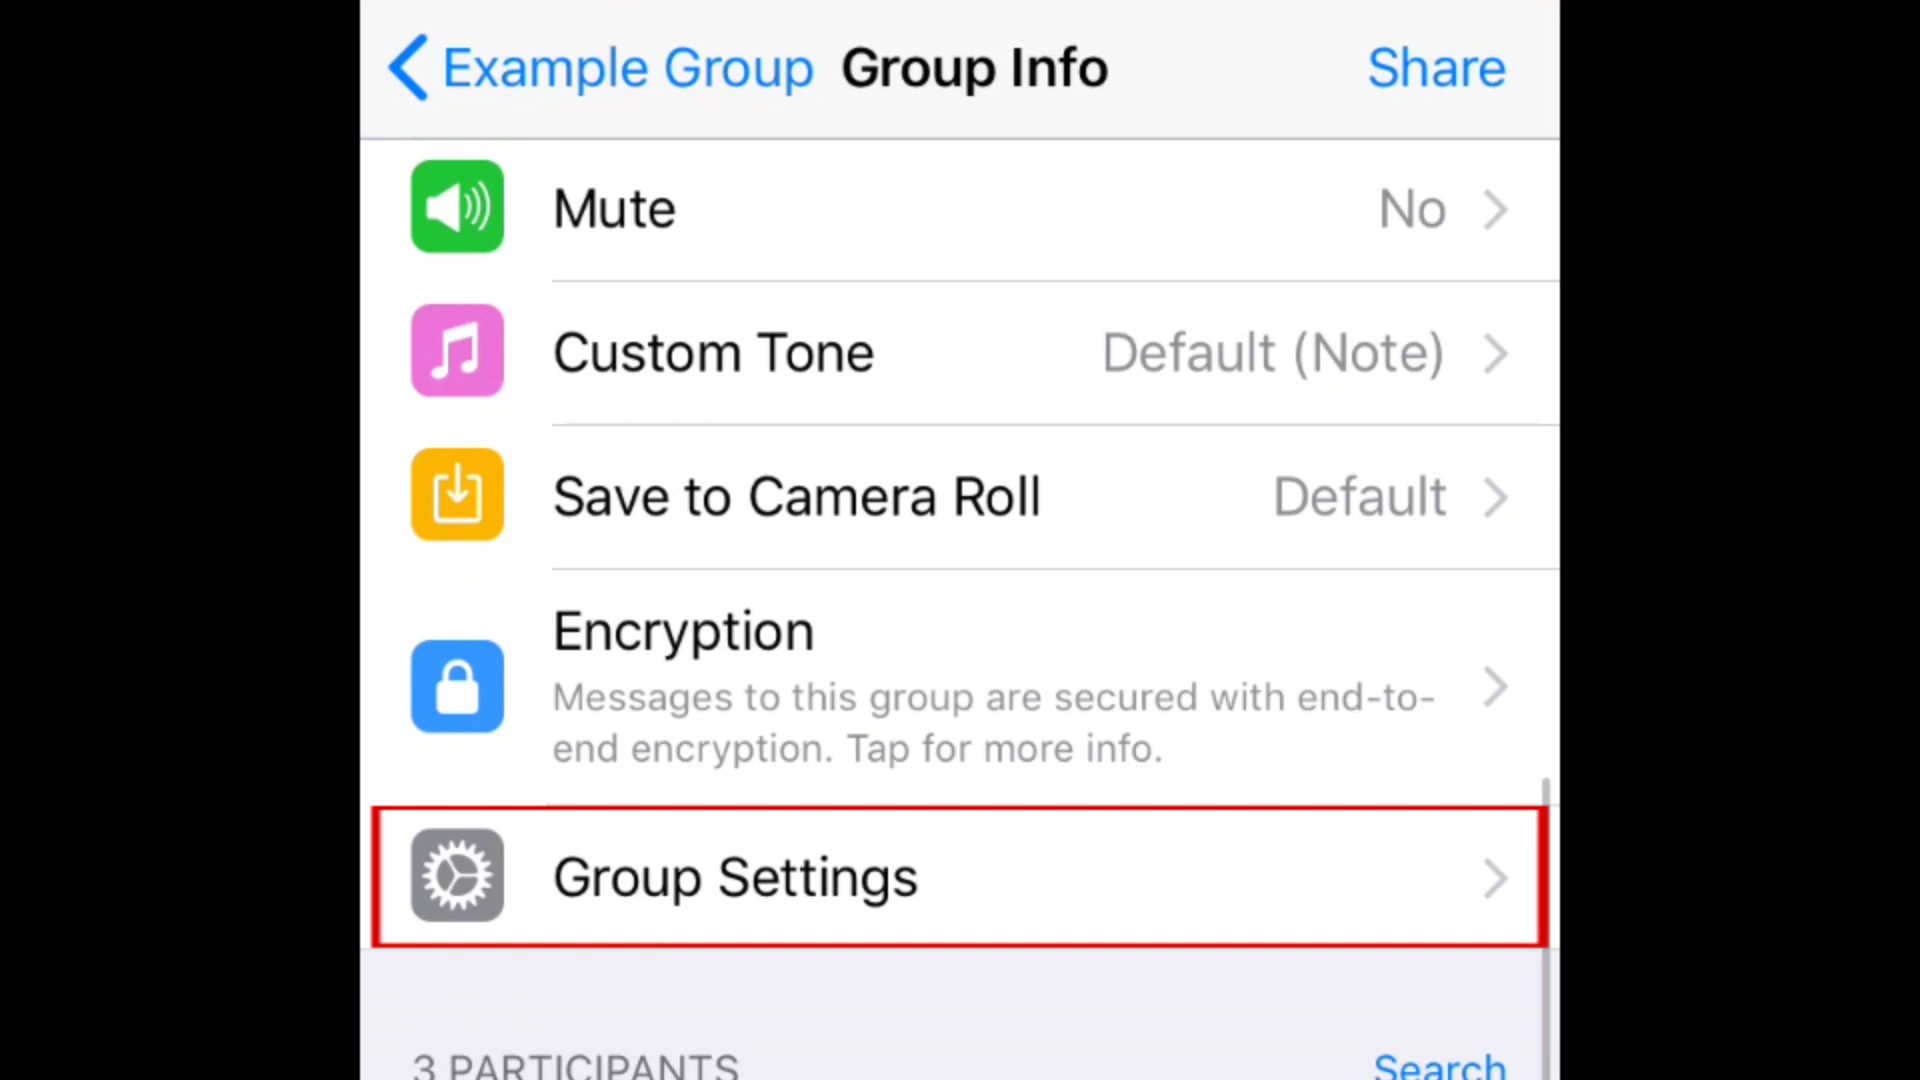 Example Group Group Info Share
Mute No
Custom Tone Default (Note)
Save to Camera Roll Default
Encryption
Messages to this group are secured with end-to-
end encryption. Tap for more info.
Group Settings
3 PARTICIPANTS Search